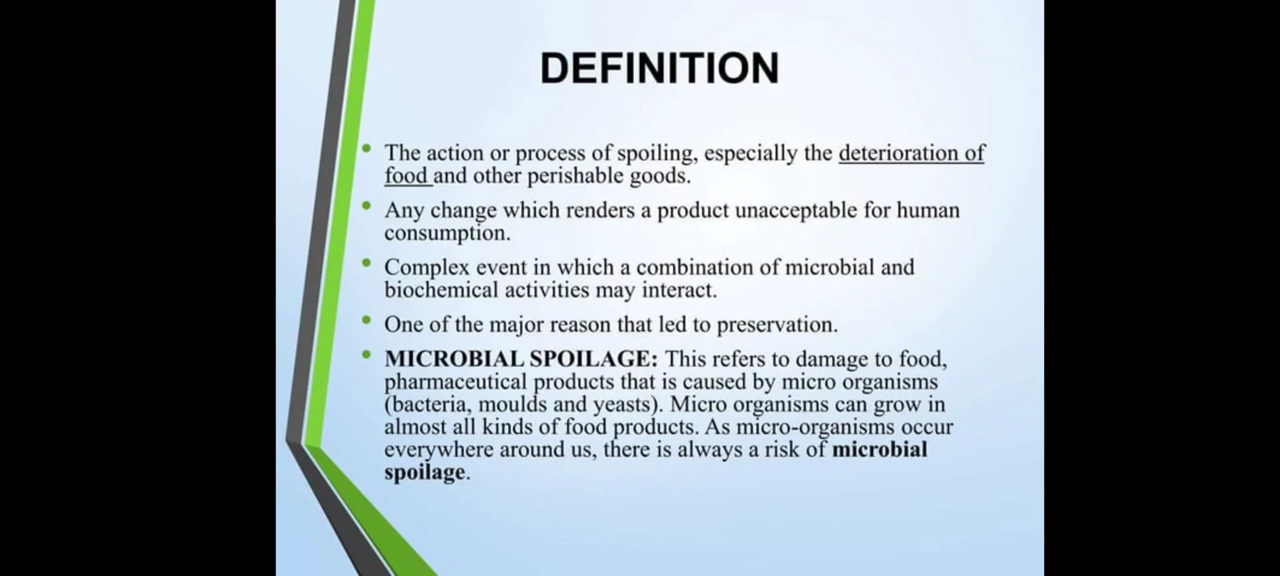 DEFINITION
The action or process of spoiling, especially the deterioration of
food and other perishable goods.
Any change which renders a product unacceptable for human
consumption.
Complex event in which a combination of microbial and
biochemical activities may interact.
One of the major reason that led to preservation.
MICROBIAL SPOILAGE: This refers to damage to food,
pharmaceutical products that is caused by micro organisms
(bacteria, moulds and yeasts). Micro organisms can grow in
almost all kinds of food products. As micro-organisms occur
everywhere around us, there is always a risk of microbial
spoilage.